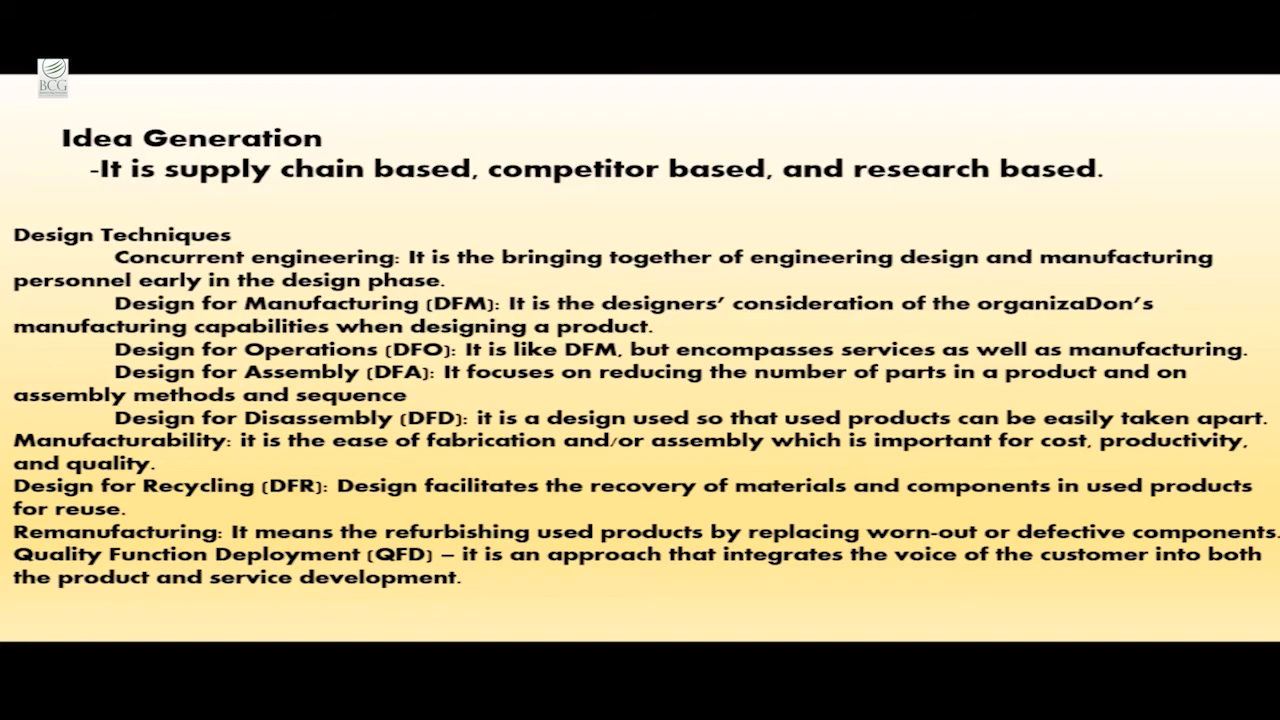 BCG
Idea Generation
-It is supply chain based, competitor based, and research based.
Design Techniques
Concurrent engineering: It is the bringing together of engineering design and manufacturing
personnel early in the design phase.
Design for Manufacturing (DFM): It is the designers’ consideration of the organizaDon’s
manufacturing capabilities when designing a product.
Design for Operations (DFO): It is like DFM, but encompasses services as well as manufacturing.
Design for Assembly (DFA): It focuses on reducing the number of parts in a product and on
assembly methods and sequence
Design for Disassembly (DFD): it is a design used so that used products can be easily taken apart.
Manufacturability: it is the ease of fabrication and/or assembly which is important for cost, productivity,
and quality.
Design for Recycling (DFR): Design facilitates the recovery of materials and components in used products
for reuse.
Remanufacturing: It means the refurbishing used products by replacing worn-out or defective components.
Quality Function Deployment (QFD) – it is an approach that integrates the voice of the customer into both
the product and service development.